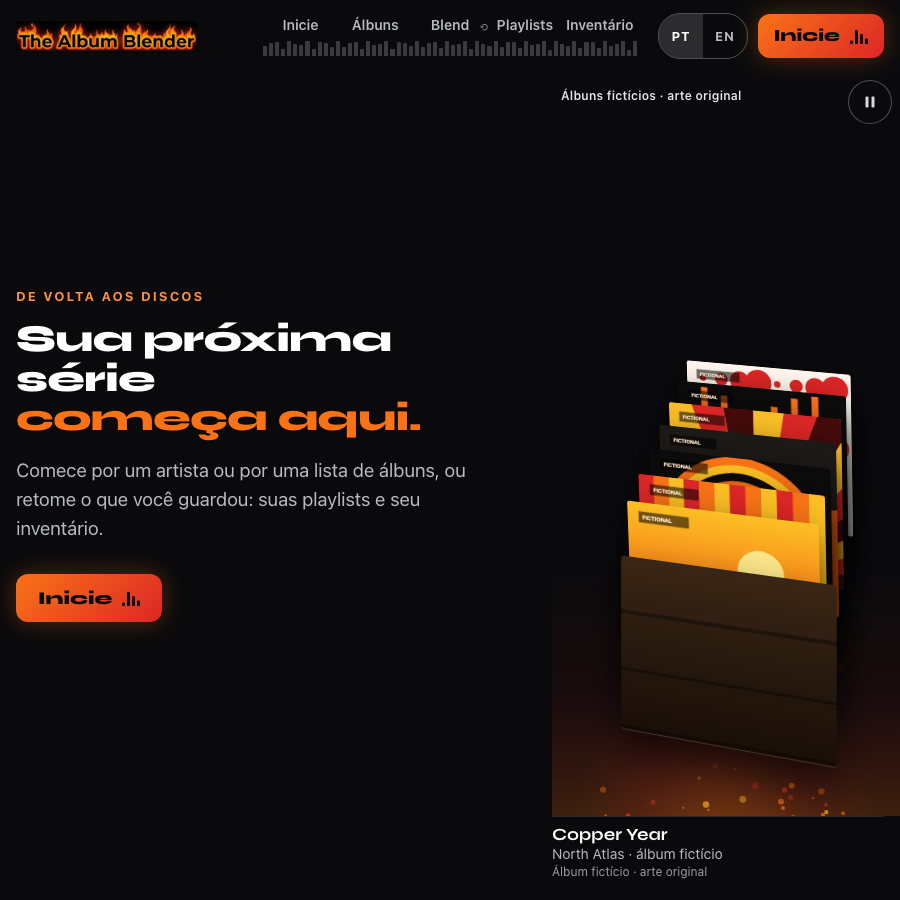 The Album Blender
Inicie
Álbuns
Blend
Playlists
Inventário
PT
EN
Inicie
Álbuns fictícios · arte original
DE VOLTA AOS DISCOS
Sua próxima
série
começa aqui.
Comece por um artista ou por uma lista de álbuns, ou
retome o que você guardou: suas playlists e seu
inventário.
Inicie
FICTIONAL
FICTIONAL
FICTIONAL
FICTIONAL
FICTIONAL
FICTIONAL
FICTIONAL
Copper Year
North Atlas · álbum fictício
Álbum fictício · arte original